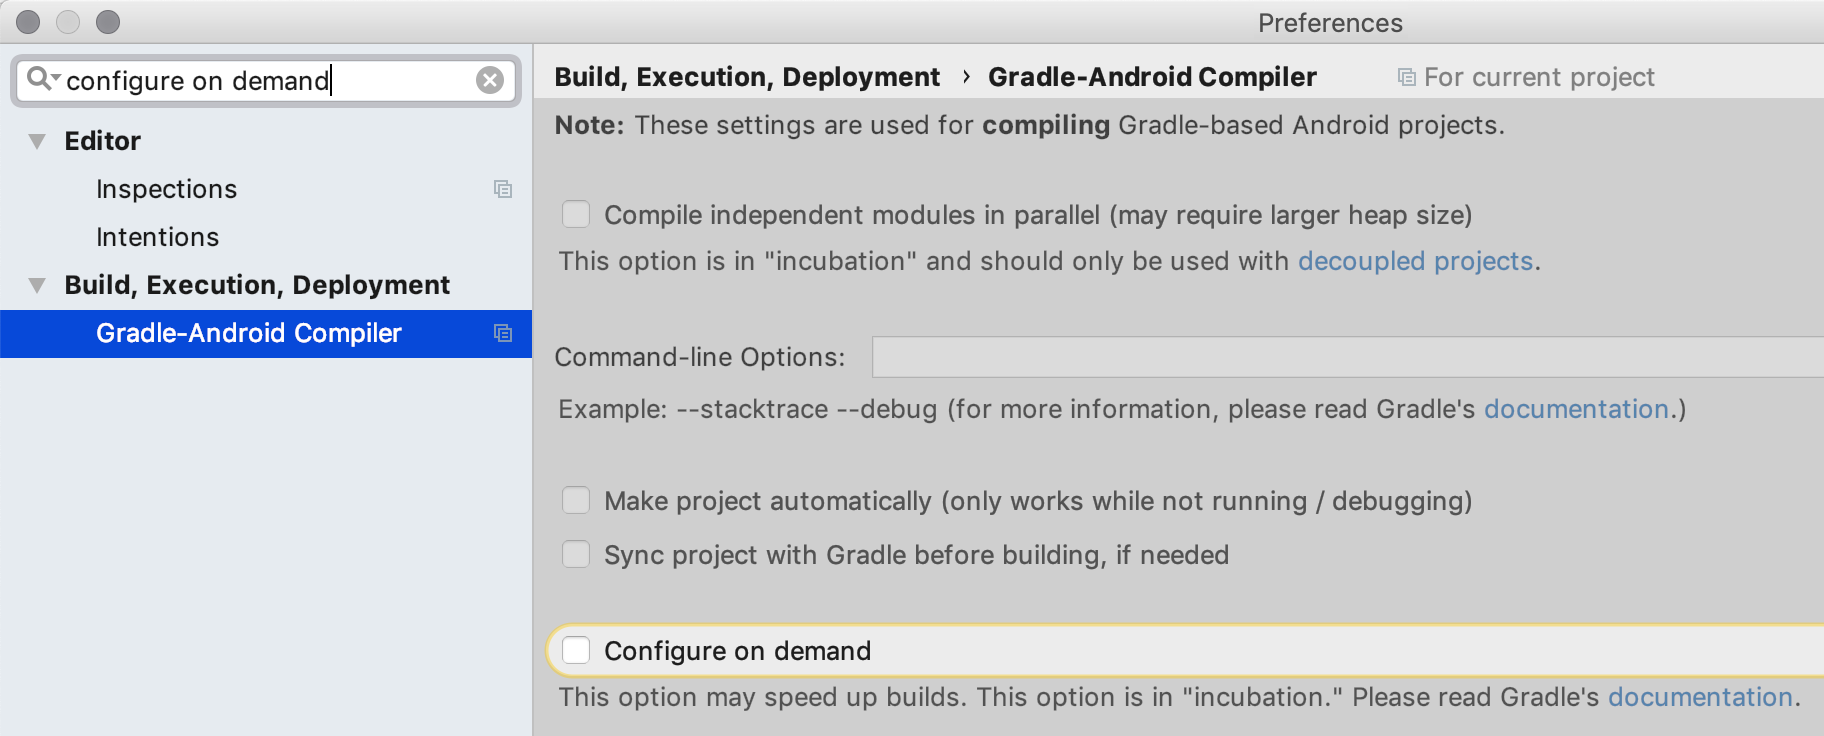 Preferences
configure on demand
Editor
Inspections
Intentions
Build, Execution, Deployment
Gradle-Android Compiler
Build, Execution, Deployment › Gradle-Android Compiler For current project
Note: These settings are used for compiling Gradle-based Android projects.
Compile independent modules in parallel (may require larger heap size)
This option is in "incubation" and should only be used with decoupled projects.
Command-line Options:
Example: --stacktrace --debug (for more information, please read Gradle's documentation.)
Make project automatically (only works while not running / debugging)
Sync project with Gradle before building, if needed
Configure on demand
This option may speed up builds. This option is in "incubation." Please read Gradle's documentation.